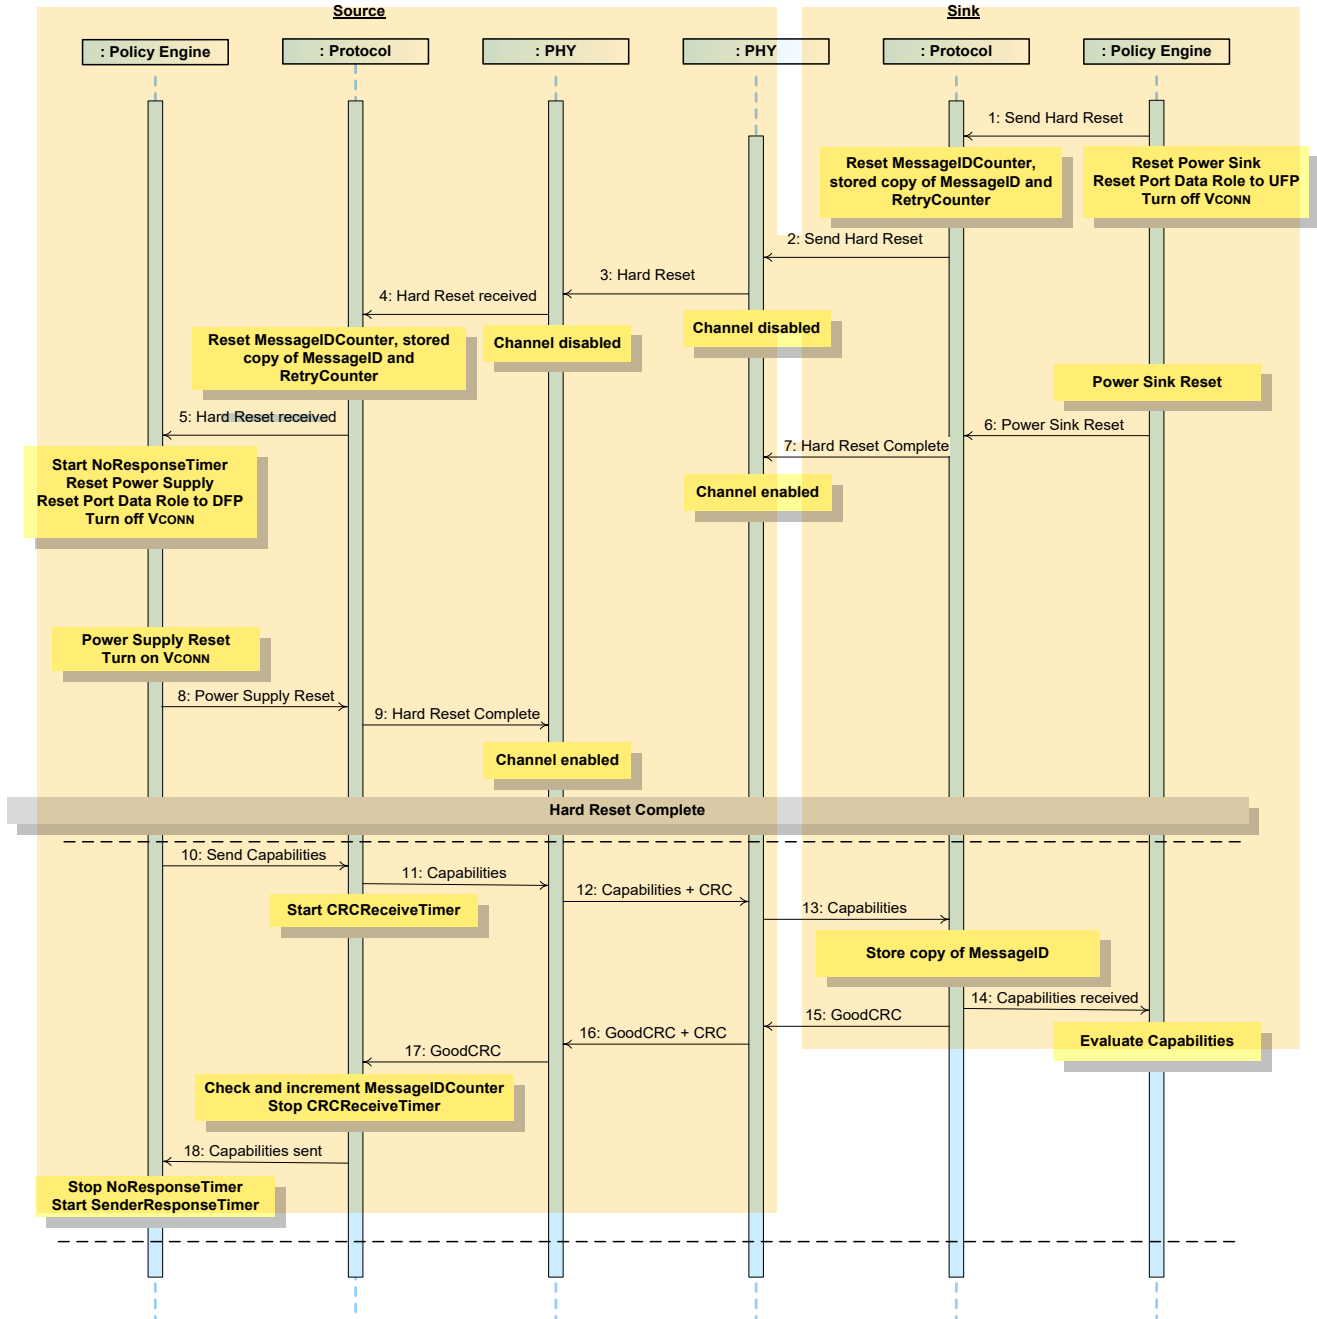 Source
Sink
: Policy Engine
: Protocol
: PHY
: PHY
: Protocol
: Policy Engine
1: Send Hard Reset
Reset MessageIDCounter,
stored copy of MessageID and
RetryCounter
Reset Power Sink
Reset Port Data Role to UFP
Turn off VCONN
2: Send Hard Reset
3: Hard Reset
4: Hard Reset received
Channel disabled
Channel disabled
Reset MessageIDCounter, stored
copy of MessageID and
RetryCounter
Power Sink Reset
5: Hard Reset received
6: Power Sink Reset
7: Hard Reset Complete
Start NoResponseTimer
Reset Power Supply
Reset Port Data Role to DFP
Turn off VCONN
Channel enabled
Power Supply Reset
Turn on VCONN
8: Power Supply Reset
9: Hard Reset Complete
Channel enabled
Hard Reset Complete
10: Send Capabilities
11: Capabilities
12: Capabilities + CRC
13: Capabilities
Start CRCReceiveTimer
Store copy of MessageID
14: Capabilities received
15: GoodCRC
16: GoodCRC + CRC
17: GoodCRC
Evaluate Capabilities
Check and increment MessageIDCounter
Stop CRCReceiveTimer
18: Capabilities sent
Stop NoResponseTimer
Start SenderResponseTimer